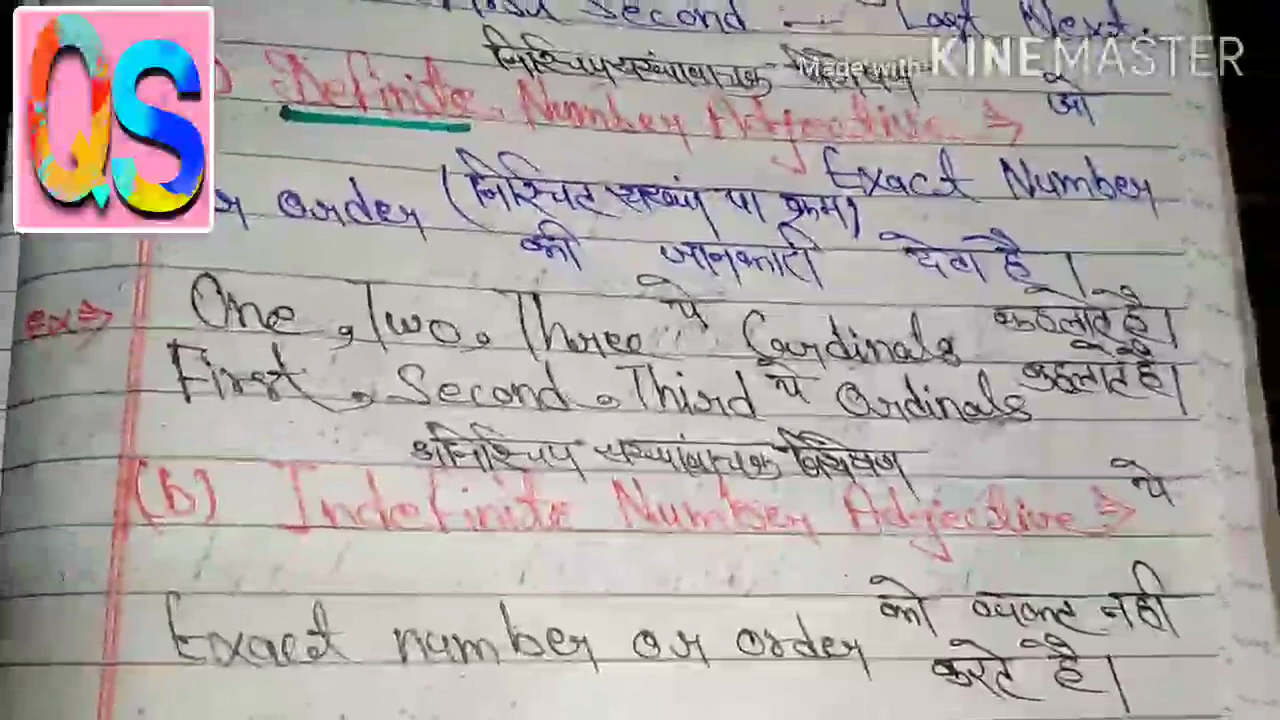 Second — Last Next.
QS
Made with KINEMASTER
निश्चिय संख्यावाचक विशेषण
) Definite Number Adjective ⇒ जो
Exact Number
or order (निश्चित संख्यां या क्रम)
की जानकारी देता है।
ex⇒ One, Two, Three ये Cardinals कहलाते है।
First, Second, Third ये Ordinals कहलाते है।
अनिश्चिय संख्यांवाचक विशेषण
(b) Indefinite Number Adjective ⇒ ये
Exact number or order को व्यक्त नही
करते है।